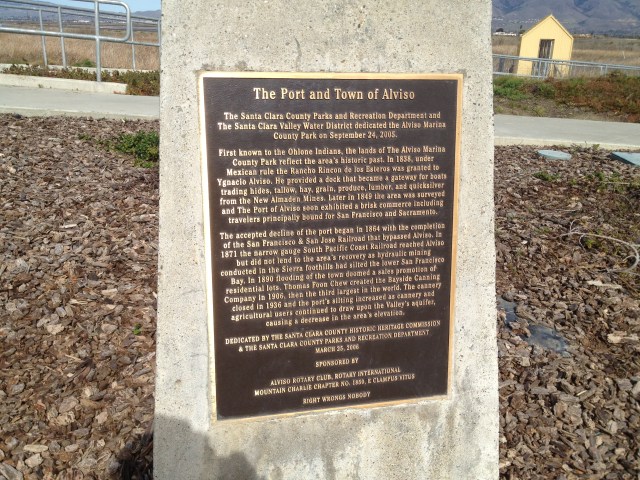 The Port and Town of Alviso
The Santa Clara County Parks and Recreation Department and
The Santa Clara Valley Water District dedicated the Alviso Marina
County Park on September 24, 2005.
First known to the Ohlone Indians, the lands of The Alviso Marina
County Park reflect the area's historic past. In 1838, under
Mexican rule the Rancho Rincon de los Esteros was granted to
Ygnacio Alviso. He provided a dock that became a gateway for boats
trading hides, tallow, hay, grain, produce, lumber, and quicksilver
from the New Almaden Mines. Later in 1849 the area was surveyed
and The Port of Alviso soon exhibited a brisk commerce including
travelers principally bound for San Francisco and Sacramento.
The accepted decline of the port began in 1864 with the completion
of the San Francisco & San Jose Railroad that bypassed Alviso. In
1871 the narrow gauge South Pacific Coast Railroad reached Alviso
but did not lend to the area's recovery as hydraulic mining
conducted in the Sierra foothills had silted the lower San Francisco
Bay. In 1890 flooding of the town doomed a sales promotion of
residential lots. Thomas Foon Chew created the Bayside Canning
Company in 1906, then the third largest in the world. The cannery
closed in 1936 and the port's silting increased as cannery and
agricultural users continued to draw upon the Valley's aquifer,
causing a decrease in the area's elevation.
DEDICATED BY THE SANTA CLARA COUNTY HISTORIC HERITAGE COMMISSION
& THE SANTA CLARA COUNTY PARKS AND RECREATION DEPARTMENT
MARCH 25, 2006
SPONSORED BY
ALVISO ROTARY CLUB, ROTARY INTERNATIONAL
MOUNTAIN CHARLIE CHAPTER NO. 1850, E CLAMPUS VITUS
RIGHT WRONGS NOBODY